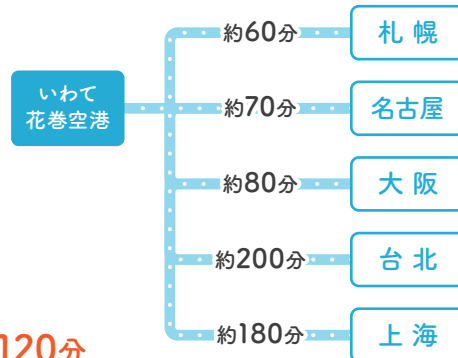 いわて
花巻空港
約60分
札幌
約70分
名古屋
約80分
大阪
約200分
台北
約180分
上海
120分